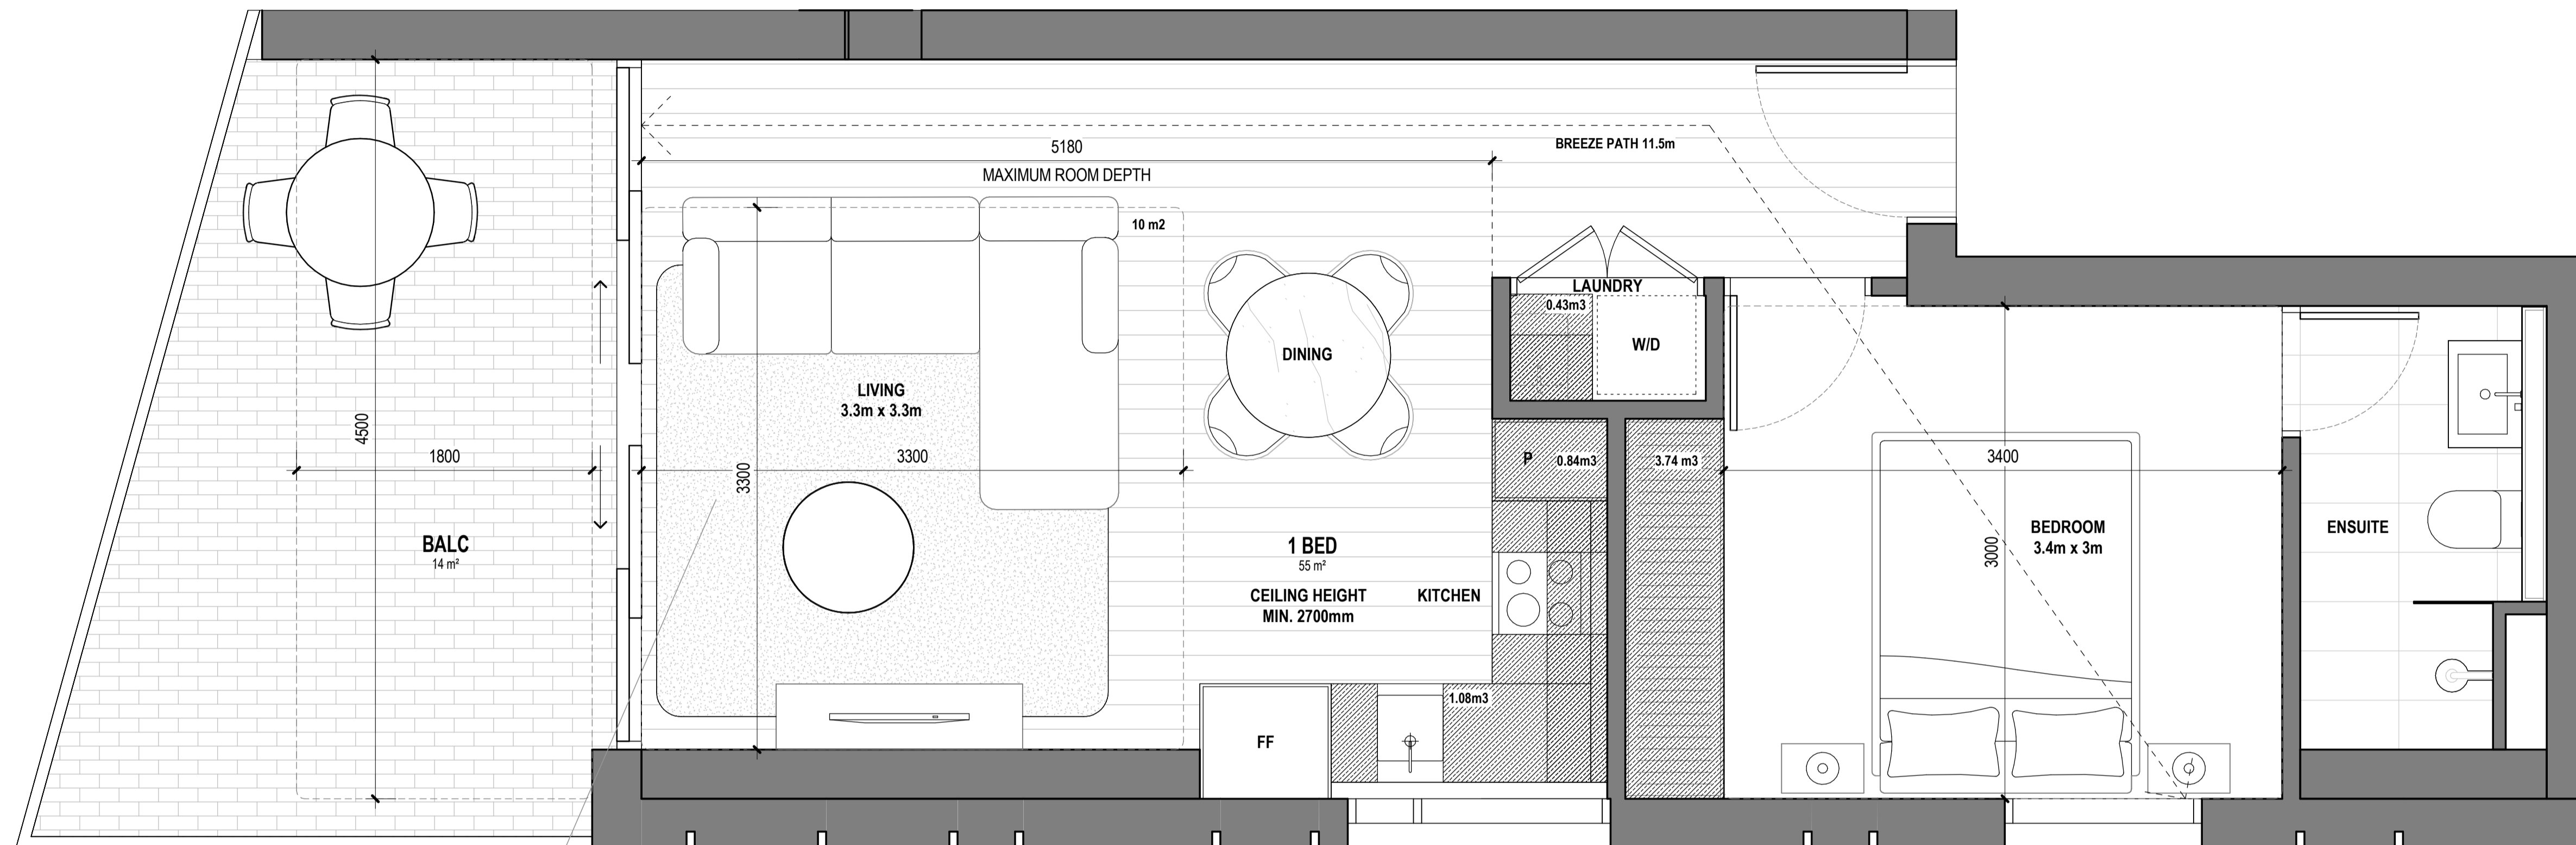 BREEZE PATH 11.5m
5180
MAXIMUM ROOM DEPTH
10 m2
LAUNDRY
0.43m3
W/D
DINING
LIVING
3.3m x 3.3m
4500
1800
3300
3300
P
0.84m3
3.74 m3
3400
BALC
14 m²
1 BED
55 m²
CEILING HEIGHT
MIN. 2700mm
KITCHEN
3000
BEDROOM
3.4m x 3m
ENSUITE
1.08m3
FF